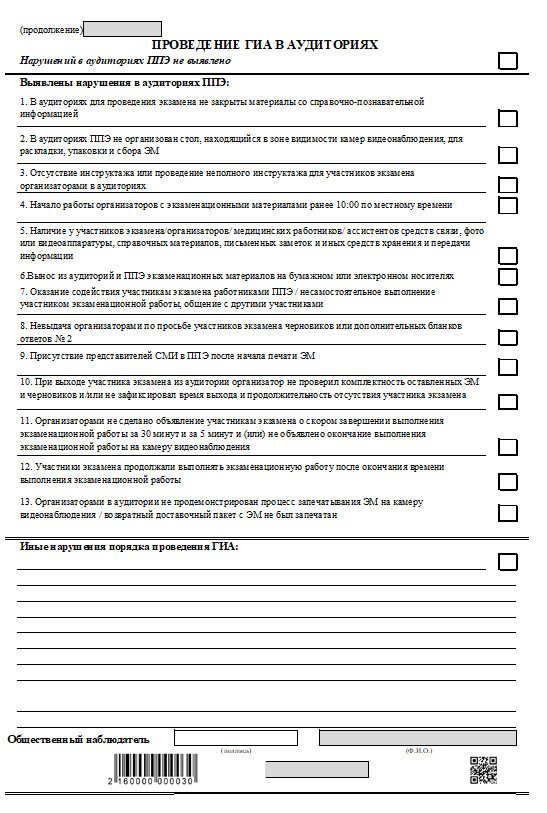 (продолжение)
ПРОВЕДЕНИЕ ГИА В АУДИТОРИЯХ
Нарушений в аудиториях ППЭ не выявлено
Выявлены нарушения в аудиториях ППЭ:
1. В аудиториях для проведения экзамена не закрыты материалы со справочно-познавательной
информацией
2. В аудиториях ППЭ не организован стол, находящийся в зоне видимости камер видеонаблюдения, для
раскладки, упаковки и сбора ЭМ
3. Отсутствие инструктажа или проведение неполного инструктажа для участников экзамена
организаторами в аудиториях
4. Начало работы организаторов с экзаменационными материалами ранее 10:00 по местному времени
5. Наличие у участников экзамена/организаторов/ медицинских работников/ ассистентов средств связи, фото
или видеоаппаратуры, справочных материалов, письменных заметок и иных средств хранения и передачи
информации
6.Вынос из аудиторий и ППЭ экзаменационных материалов на бумажном или электронном носителях
7. Оказание содействия участникам экзамена работниками ППЭ / несамостоятельное выполнение
участником экзаменационной работы, общение с другими участниками
8. Невыдача организаторами по просьбе участников экзамена черновиков или дополнительных бланков
ответов № 2
9. Присутствие представителей СМИ в ППЭ после начала печати ЭМ
10. При выходе участника экзамена из аудитории организатор не проверил комплектность оставленных ЭМ
и черновиков и/или не зафиксировал время выхода и продолжительность отсутствия участника экзамена
11. Организаторами не сделано объявление участникам экзамена о скором завершении выполнения
экзаменационной работы за 30 минут и за 5 минут и (или) не объявлено окончание выполнения
экзаменационной работы на камеру видеонаблюдения
12. Участники экзамена продолжали выполнять экзаменационную работу после окончания времени
выполнения экзаменационной работы
13. Организаторами в аудитории не продемонстрирован процесс запечатывания ЭМ на камеру
видеонаблюдения / возвратный доставочный пакет с ЭМ не был запечатан
Иные нарушения порядка проведения ГИА:
Общественный наблюдатель
(подпись) (Ф.И.О.)
2 160000 000030